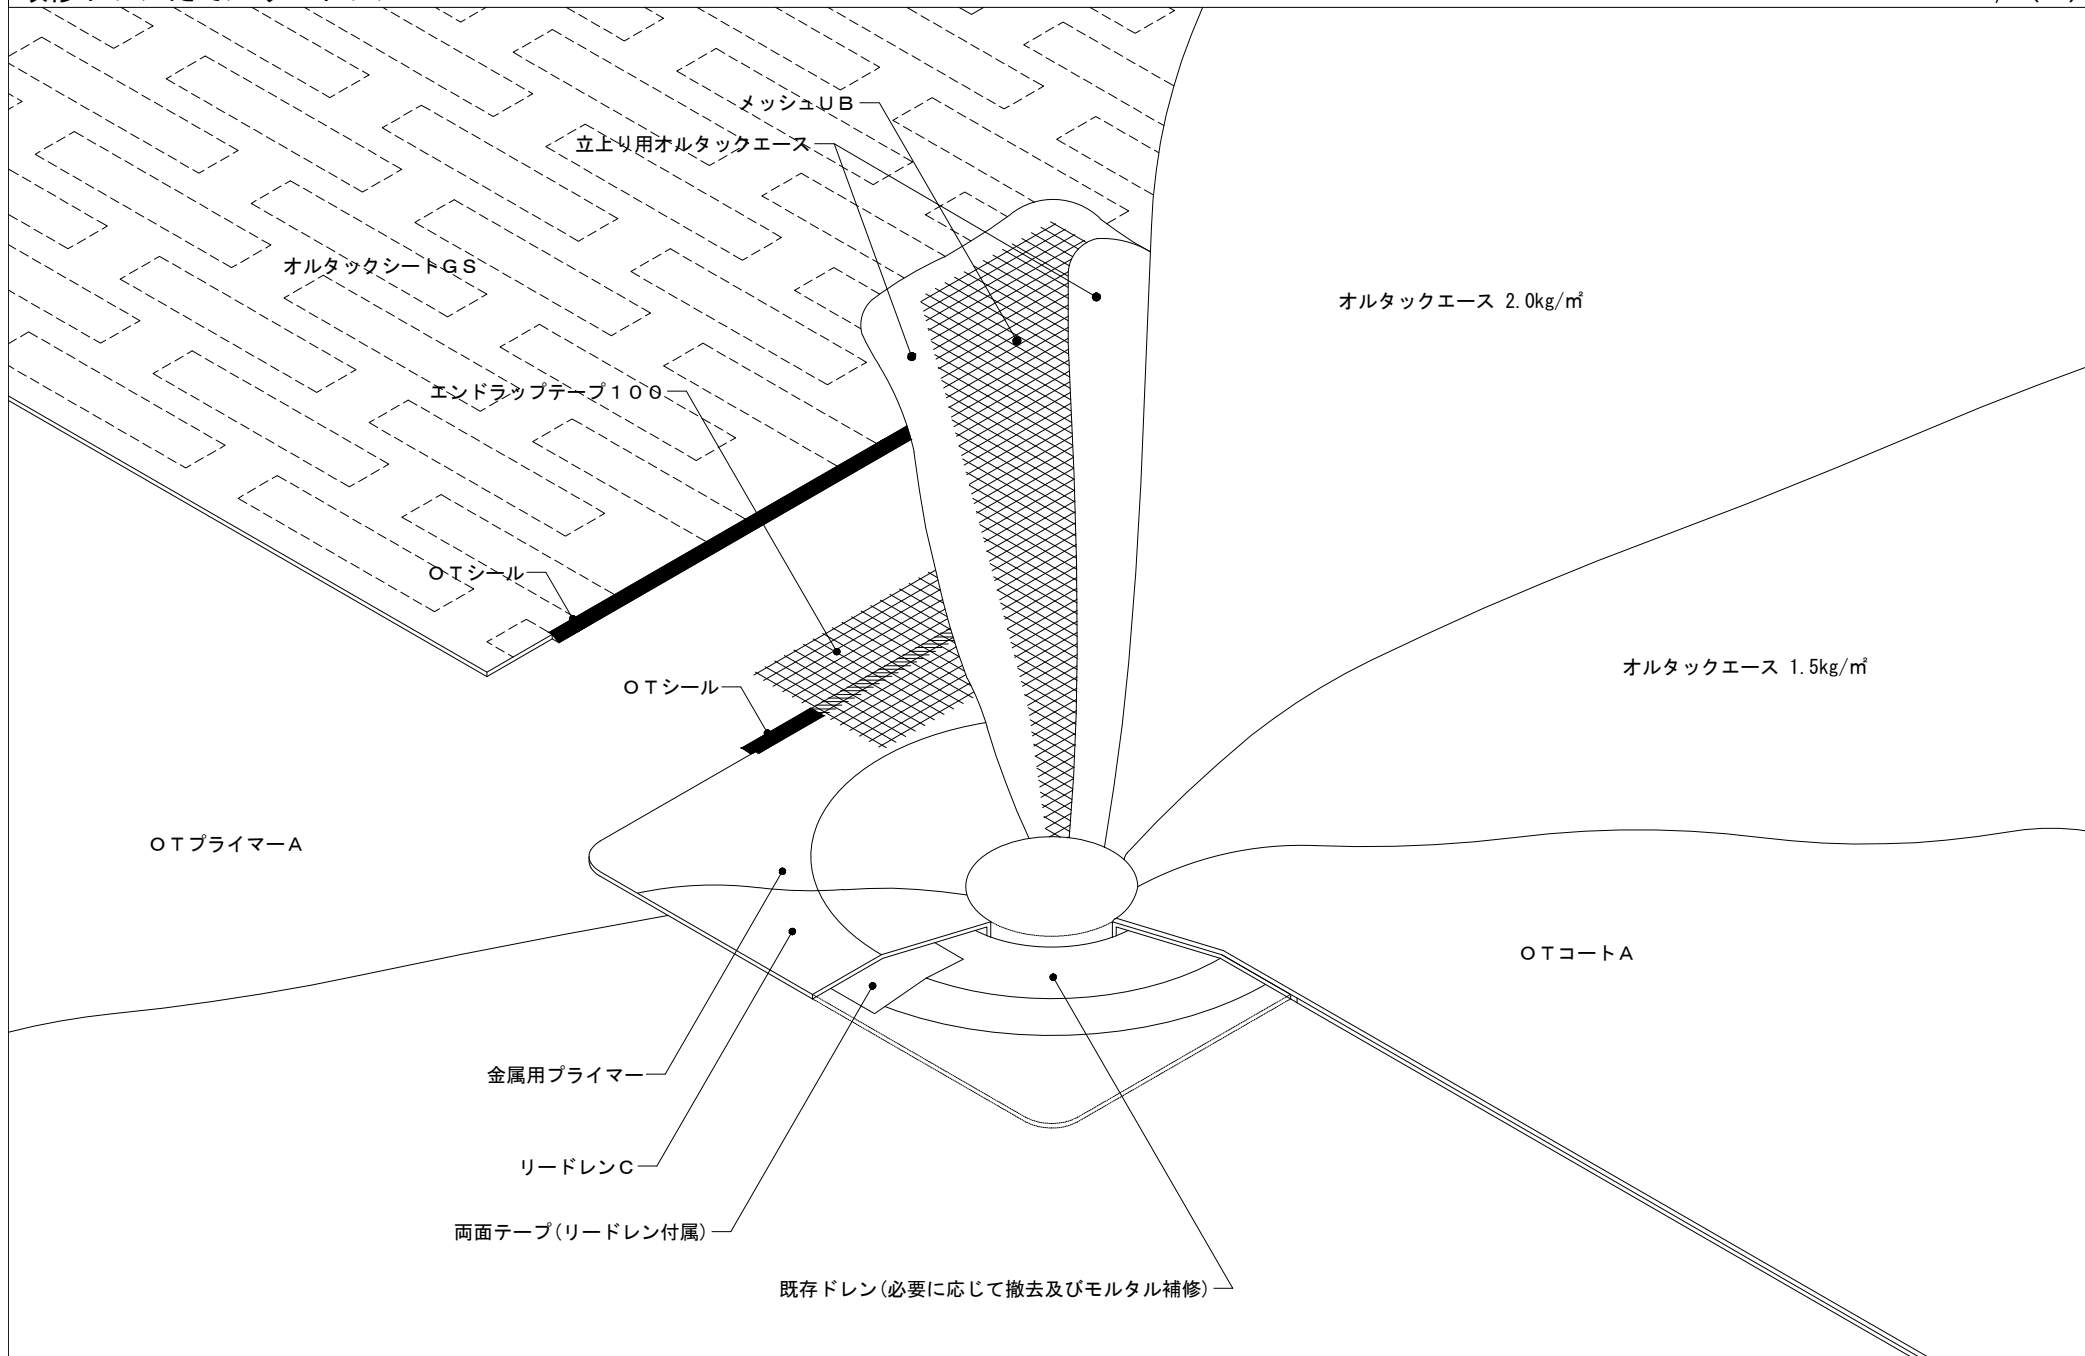 メッシュＵＢ
立上り用オルタックエース
オルタックシートＧＳ
オルタックエース 2.0kg/㎡
エンドラップテープ１００
ＯＴシール
オルタックエース 1.5kg/㎡
ＯＴシール
ＯＴプライマーＡ
ＯＴコートＡ
金属用プライマー
リードレンＣ
両面テープ(リードレン付属)
既存ドレン(必要に応じて撤去及びモルタル補修)